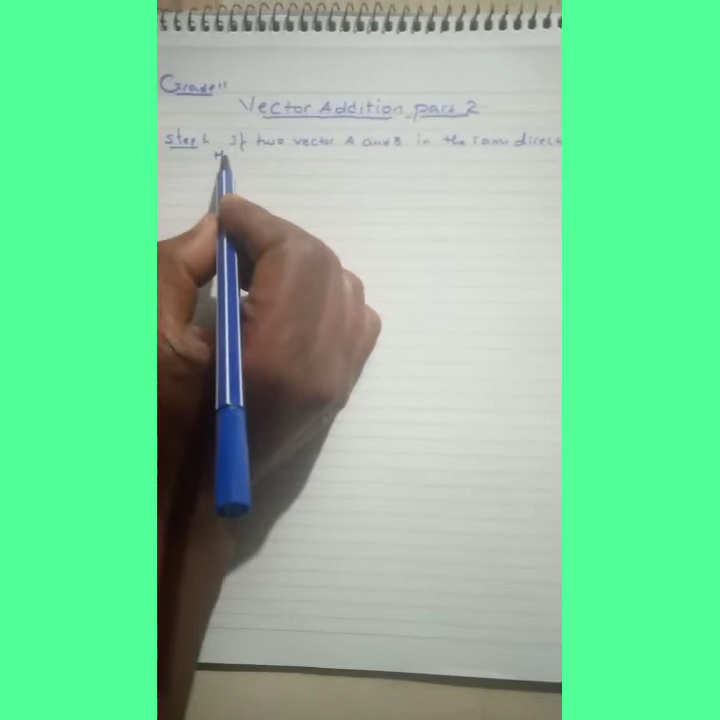 Grade 11
Vector Addition part 2
Step 1 If two vector A and B in the same direct